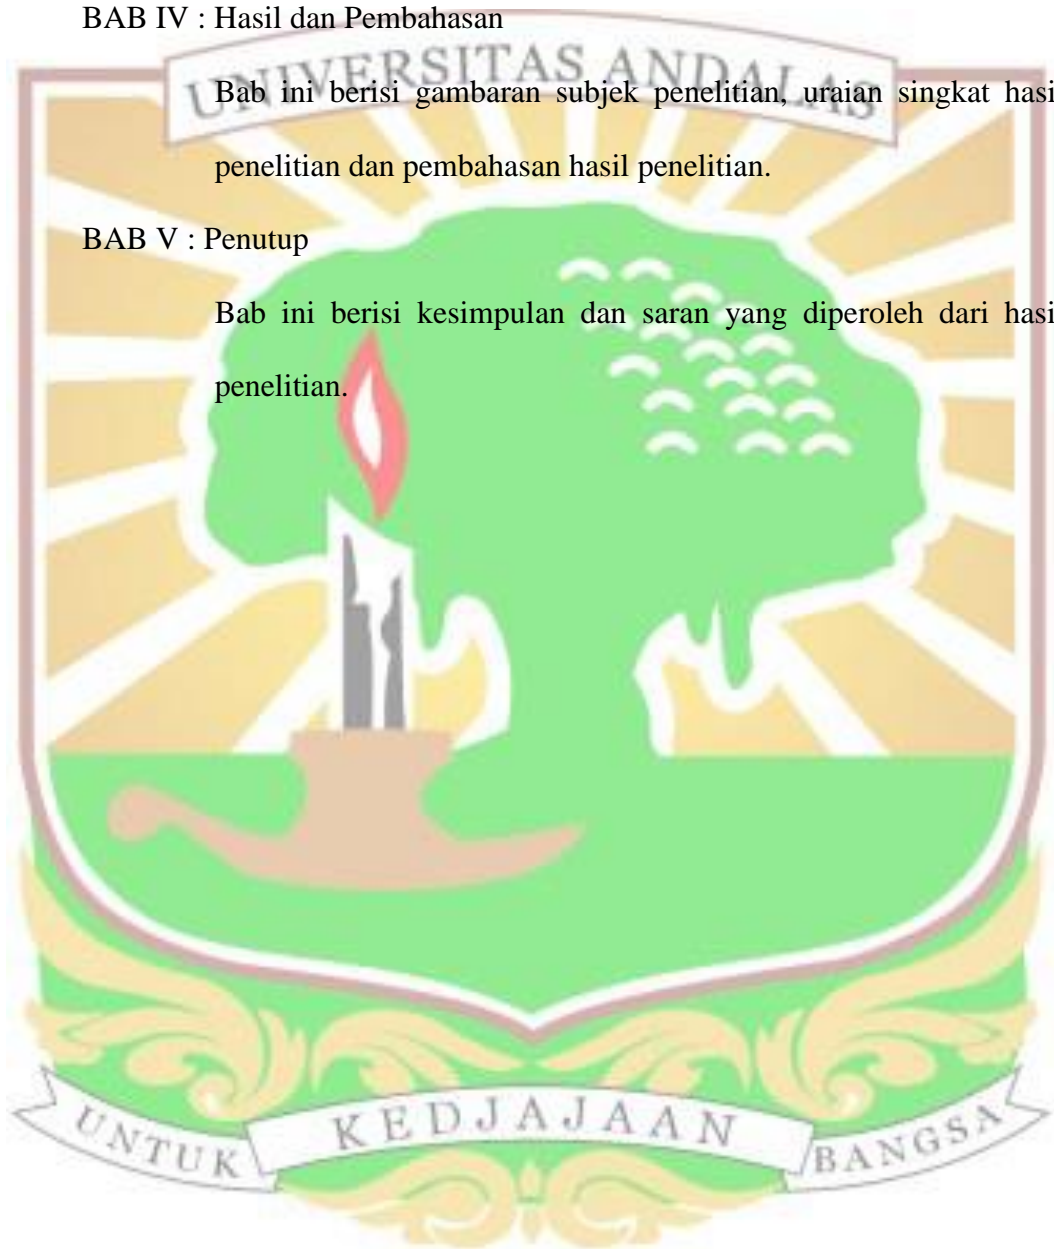 BAB IV : Hasil dan Pembahasan
UNIVERSITAS ANDALAS
Bab ini berisi gambaran subjek penelitian, uraian singkat hasi
penelitian dan pembahasan hasil penelitian.
BAB V : Penutup
Bab ini berisi kesimpulan dan saran yang diperoleh dari hasi
penelitian.
UNTUK KEDJAJAAN BANGSA